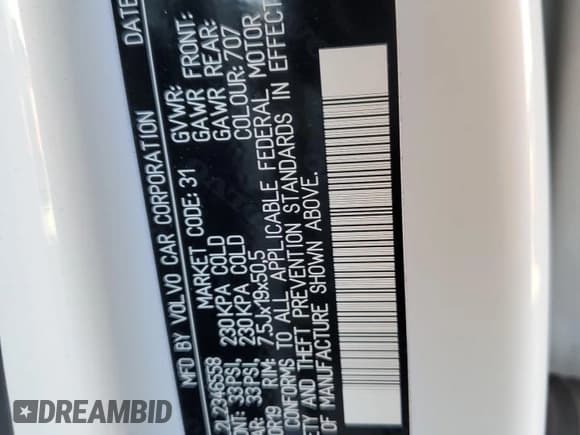 MFD BY VOLVO CAR CORPORATION DATE
2L2346558 MARKET CODE: 31 GVWR:
33PSI, 230KPA COLD GAWR FRONT:
33PSI, 230KPA COLD GAWR REAR:
RIM: 7.5Jx19x50,5 COLOUR: 707
CONFORMS TO ALL APPLICABLE FEDERAL MOTOR
AND THEFT PREVENTION STANDARDS IN EFFECT
OF MANUFACTURE SHOWN ABOVE.
DREAMBID